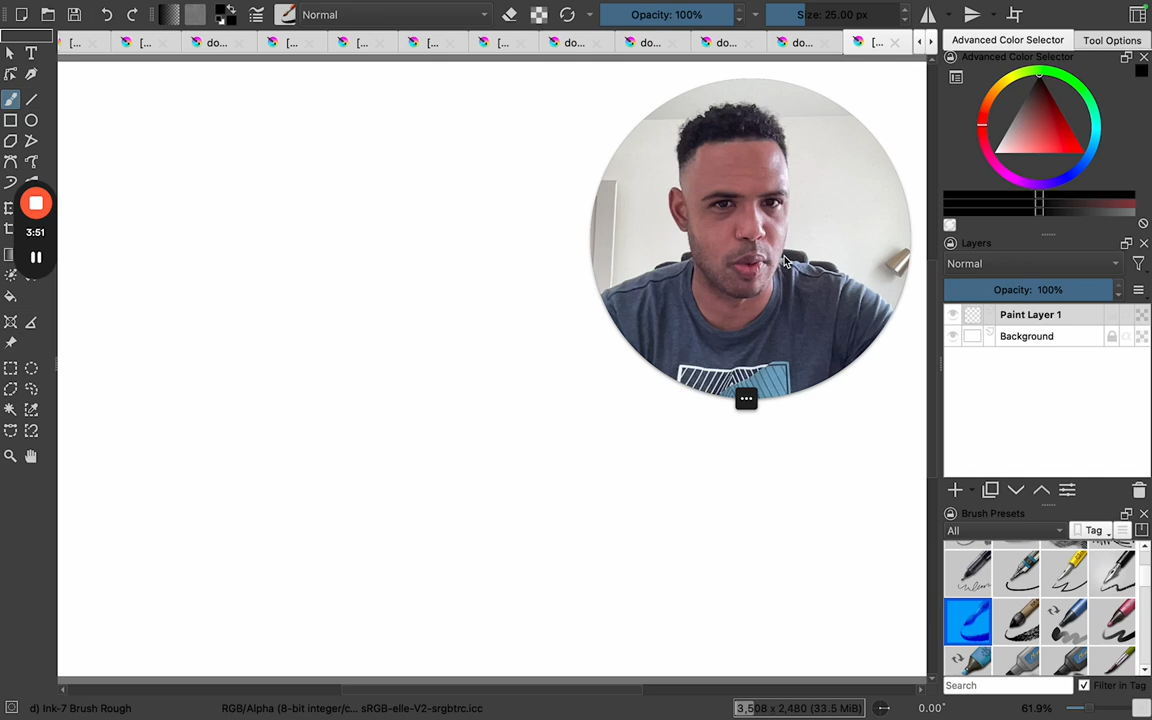 Normal
Opacity: 100%
Size: 25.00 px
[...
[...
do...
[...
[...
[...
[...
do...
do...
do...
do...
[...
Advanced Color Selector
Tool Options
Advanced Color Selector
3:51
Layers
Normal
Opacity: 100%
Paint Layer 1
Background
Brush Presets
All
Tag
Search
Filter in Tag
d) Ink-7 Brush Rough
RGB/Alpha (8-bit integer/c... sRGB-elle-V2-srgbtrc.icc
3,508 x 2,480 (33.5 MiB)
0.00°
61.9%